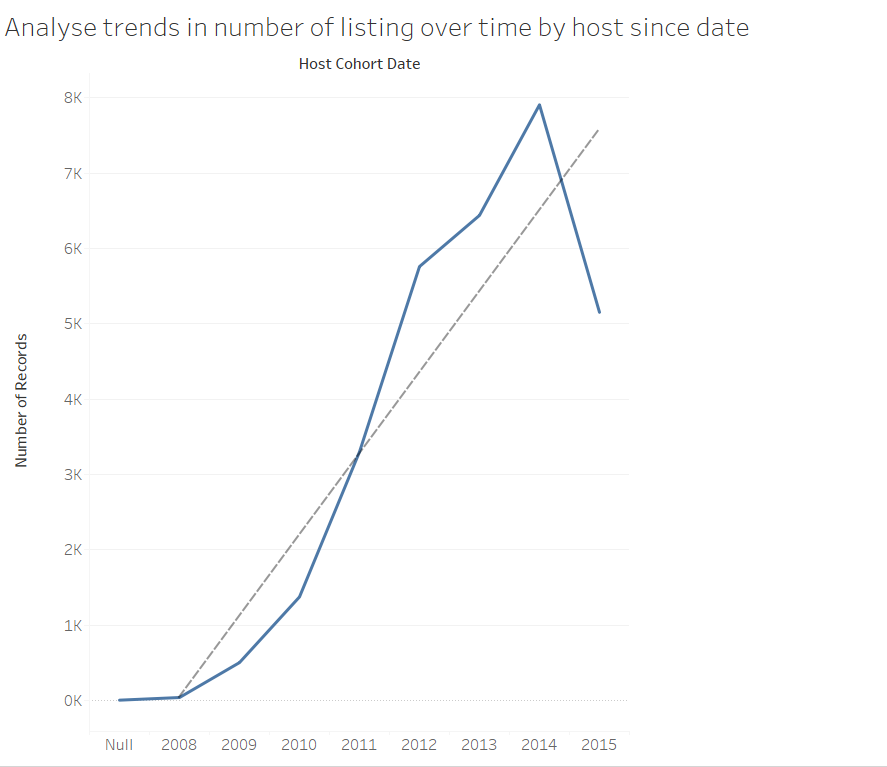 Analyse trends in number of listing over time by host since date
Host Cohort Date
8K
7K
6K
5K
4K
3K
2K
1K
0K
Number of Records
Null 2008 2009 2010 2011 2012 2013 2014 2015